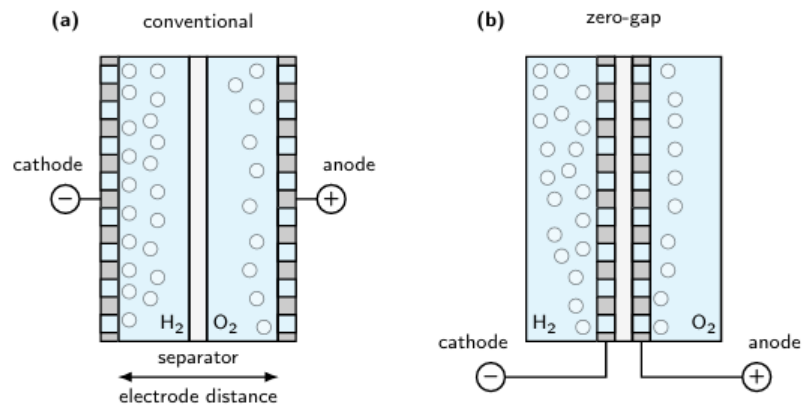 (a)
conventional
cathode
−
anode
+
H2
O2
separator
electrode distance
(b)
zero-gap
H2
O2
cathode
−
anode
+